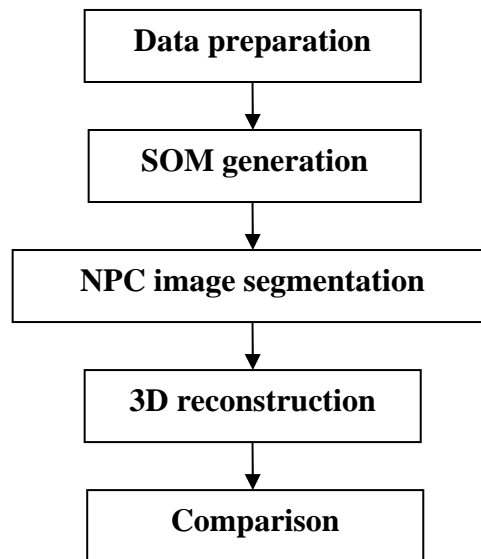 Data preparation
SOM generation
NPC image segmentation
3D reconstruction
Comparison